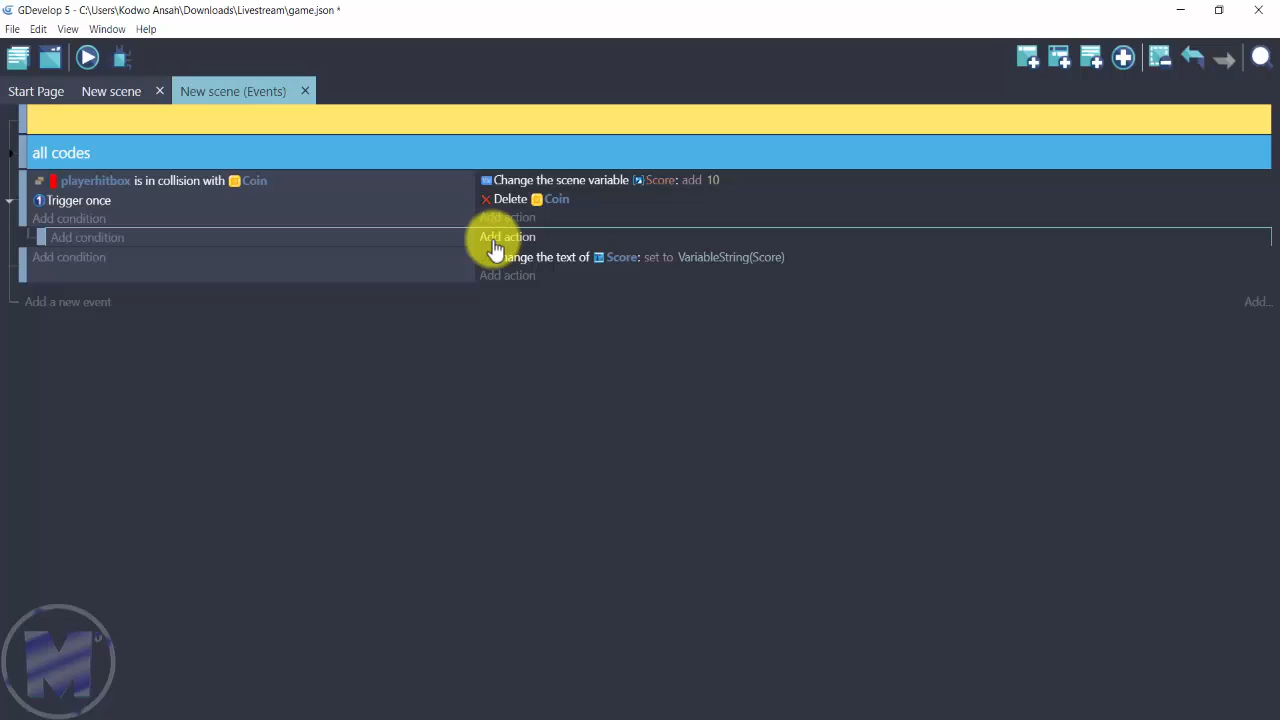 GDevelop 5 - C:\Users\Kodwo Ansah\Downloads\Livestream\game.json *
File Edit View Window Help
Start Page New scene × New scene (Events) ×
all codes
playerhitbox is in collision with Coin Change the scene variable Score: add 10
Trigger once Delete Coin
Add condition Add action
Add condition Add action
Add condition the text of Score: set to VariableString(Score)
Add action
Add a new event Add...
M